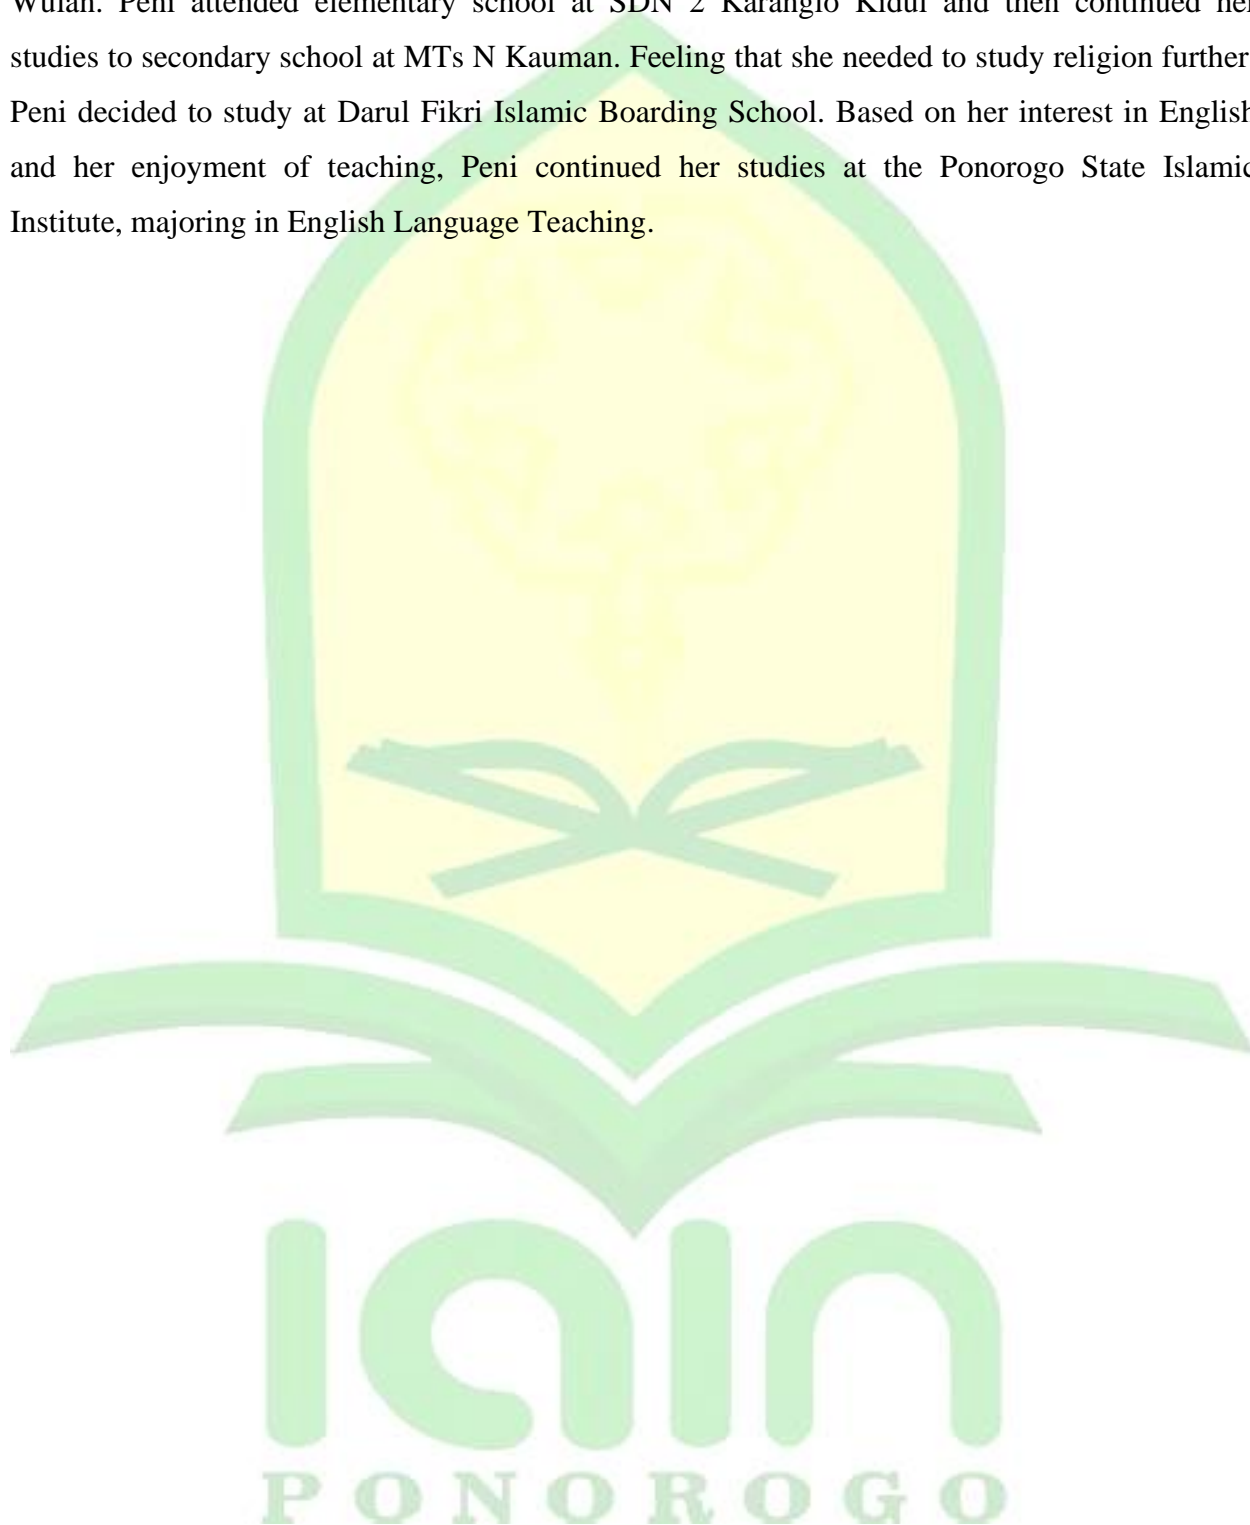 Wulan. Peni attended elementary school at SDN 2 Karanglo Kidul and then continued her
studies to secondary school at MTs N Kauman. Feeling that she needed to study religion further
Peni decided to study at Darul Fikri Islamic Boarding School. Based on her interest in English
and her enjoyment of teaching, Peni continued her studies at the Ponorogo State Islamic
Institute, majoring in English Language Teaching.
iain
PONOROGO